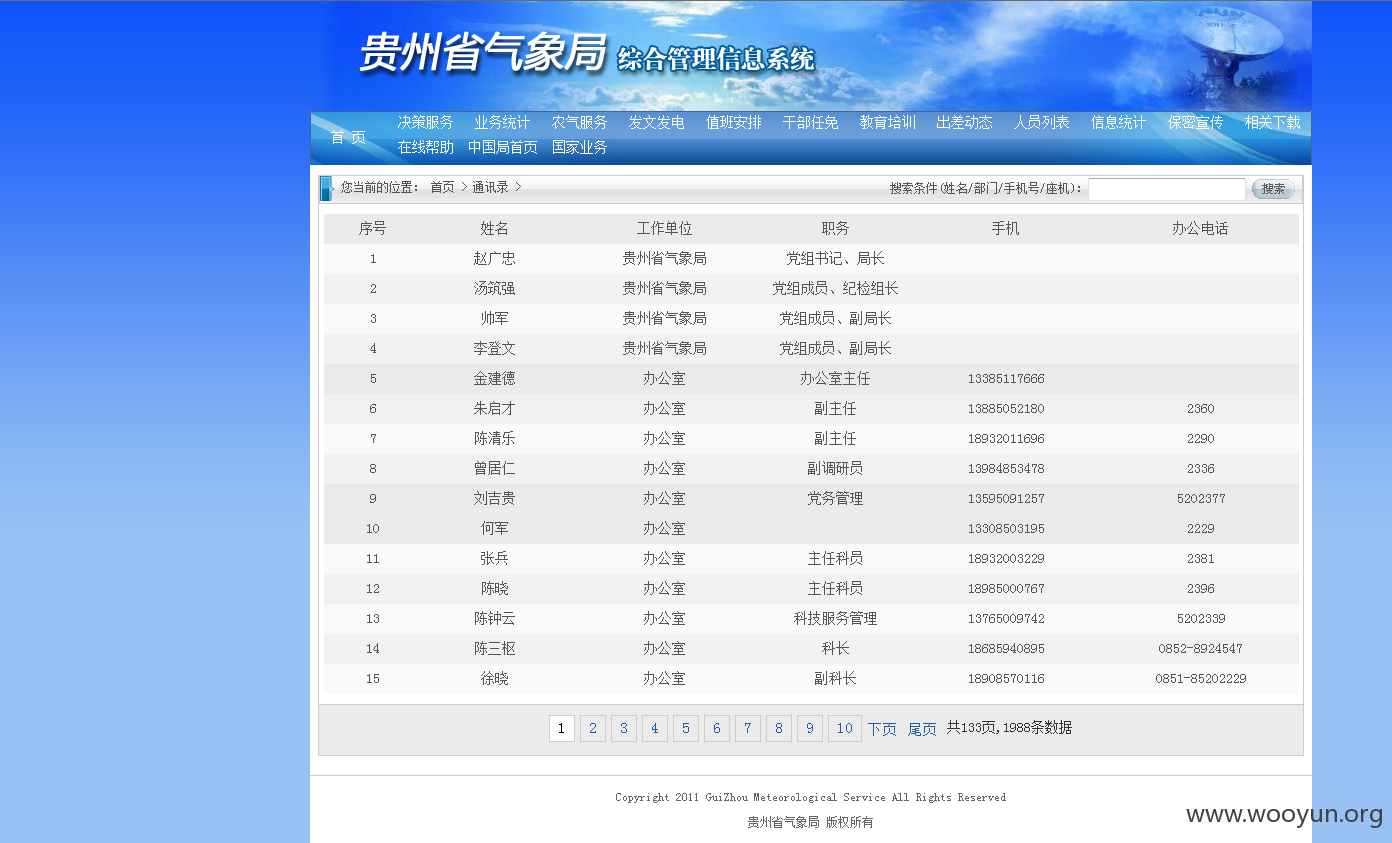 贵州省气象局 综合管理信息系统
首 页 决策服务 业务统计 农气服务 发文发电 值班安排 干部任免 教育培训 出差动态 人员列表 信息统计 保密宣传 相关下载
在线帮助 中国局首页 国家业务
您当前的位置: 首页 > 通讯录 > 搜索条件(姓名/部门/手机号/座机): 搜索
序号 姓名 工作单位 职务 手机 办公电话
1 赵广忠 贵州省气象局 党组书记、局长
2 汤筑强 贵州省气象局 党组成员、纪检组长
3 帅军 贵州省气象局 党组成员、副局长
4 李登文 贵州省气象局 党组成员、副局长
5 金建德 办公室 办公室主任 13385117666
6 朱启才 办公室 副主任 13885052180 2360
7 陈清乐 办公室 副主任 18932011696 2290
8 曾居仁 办公室 副调研员 13984853478 2336
9 刘吉贵 办公室 党务管理 13595091257 5202377
10 何军 办公室 13308503195 2229
11 张兵 办公室 主任科员 18932003229 2381
12 陈晓 办公室 主任科员 18985000767 2396
13 陈钟云 办公室 科技服务管理 13765009742 5202339
14 陈三枢 办公室 科长 18685940895 0852-8924547
15 徐晓 办公室 副科长 18908570116 0851-85202229
1 2 3 4 5 6 7 8 9 10 下页 尾页 共133页,1988条数据
Copyright 2011 GuiZhou Meteorological Service All Rights Reserved
贵州省气象局 版权所有
www.wooyun.org